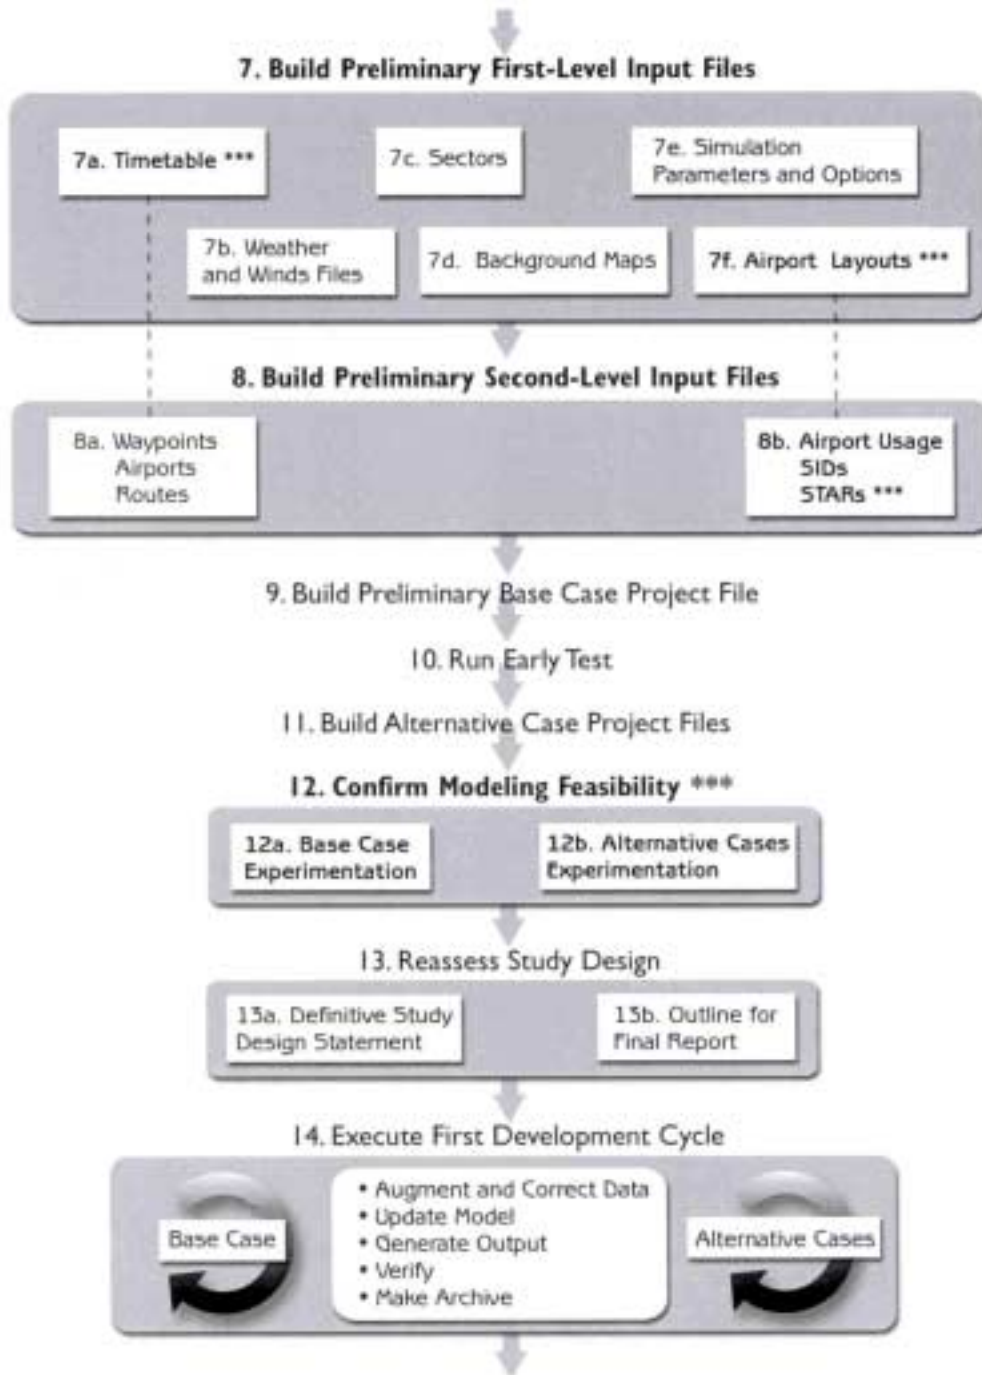 7. Build Preliminary First-Level Input Files
7a. Timetable ***
7c. Sectors
7e. Simulation
Parameters and Options
7b. Weather
and Winds Files
7d. Background Maps
7f. Airport Layouts ***
8. Build Preliminary Second-Level Input Files
8a. Waypoints
Airports
Routes
8b. Airport Usage
SIDs
STARs ***
9. Build Preliminary Base Case Project File
10. Run Early Test
11. Build Alternative Case Project Files
12. Confirm Modeling Feasibility ***
12a. Base Case
Experimentation
12b. Alternative Cases
Experimentation
13. Reassess Study Design
13a. Definitive Study
Design Statement
13b. Outline for
Final Report
14. Execute First Development Cycle
Base Case
• Augment and Correct Data
• Update Model
• Generate Output
• Verify
• Make Archive
Alternative Cases